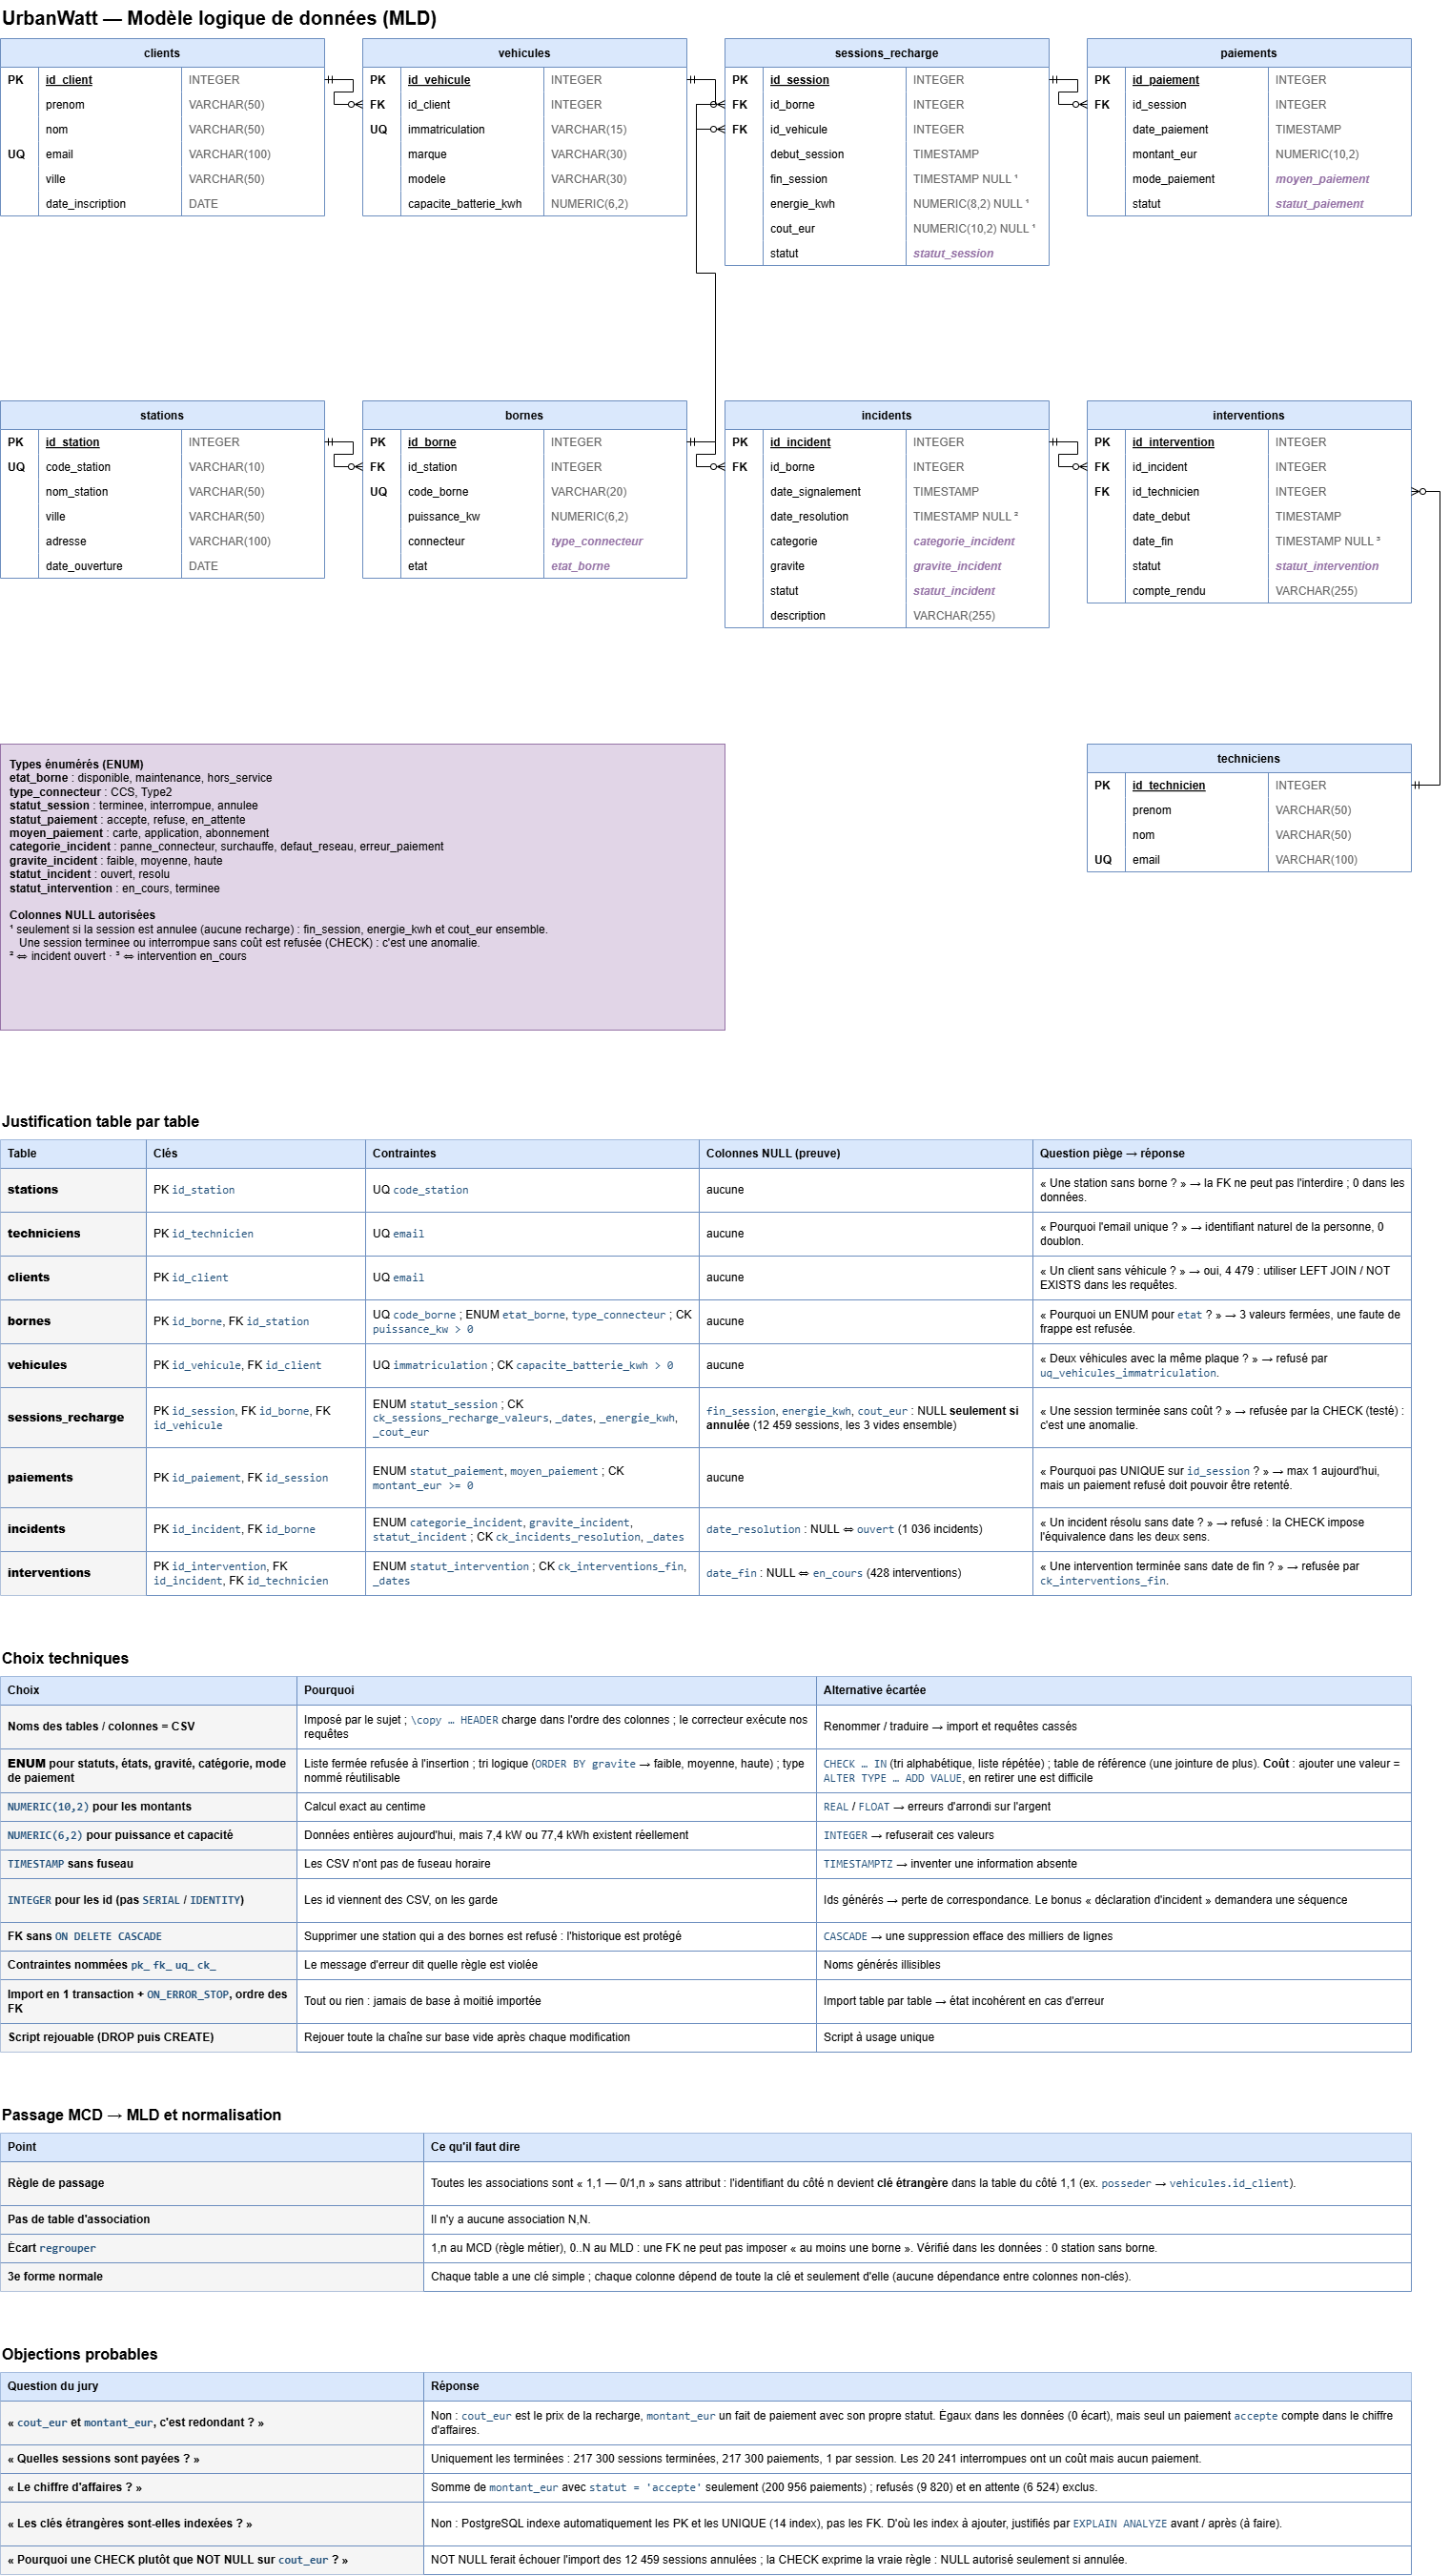 UrbanWatt — Modèle logique de données (MLD)
clients
PK id_client INTEGER
prenom VARCHAR(50)
nom VARCHAR(50)
UQ email VARCHAR(100)
ville VARCHAR(50)
date_inscription DATE
vehicules
PK id_vehicule INTEGER
FK id_client INTEGER
UQ immatriculation VARCHAR(15)
marque VARCHAR(30)
modele VARCHAR(30)
capacite_batterie_kwh NUMERIC(6,2)
sessions_recharge
PK id_session INTEGER
FK id_borne INTEGER
FK id_vehicule INTEGER
debut_session TIMESTAMP
fin_session TIMESTAMP NULL ¹
energie_kwh NUMERIC(8,2) NULL ¹
cout_eur NUMERIC(10,2) NULL ¹
statut statut_session
paiements
PK id_paiement INTEGER
FK id_session INTEGER
date_paiement TIMESTAMP
montant_eur NUMERIC(10,2)
mode_paiement moyen_paiement
statut statut_paiement
stations
PK id_station INTEGER
UQ code_station VARCHAR(10)
nom_station VARCHAR(50)
ville VARCHAR(50)
adresse VARCHAR(100)
date_ouverture DATE
bornes
PK id_borne INTEGER
FK id_station INTEGER
UQ code_borne VARCHAR(20)
puissance_kw NUMERIC(6,2)
connecteur type_connecteur
etat etat_borne
incidents
PK id_incident INTEGER
FK id_borne INTEGER
date_signalement TIMESTAMP
date_resolution TIMESTAMP NULL ²
categorie categorie_incident
gravite gravite_incident
statut statut_incident
description VARCHAR(255)
interventions
PK id_intervention INTEGER
FK id_incident INTEGER
FK id_technicien INTEGER
date_debut TIMESTAMP
date_fin TIMESTAMP NULL ³
statut statut_intervention
compte_rendu VARCHAR(255)
techniciens
PK id_technicien INTEGER
prenom VARCHAR(50)
nom VARCHAR(50)
UQ email VARCHAR(100)
Types énumérés (ENUM)
etat_borne : disponible, maintenance, hors_service
type_connecteur : CCS, Type2
statut_session : terminee, interrompue, annulee
statut_paiement : accepte, refuse, en_attente
moyen_paiement : carte, application, abonnement
categorie_incident : panne_connecteur, surchauffe, defaut_reseau, erreur_paiement
gravite_incident : faible, moyenne, haute
statut_incident : ouvert, resolu
statut_intervention : en_cours, terminee
Colonnes NULL autorisées
¹ seulement si la session est annulee (aucune recharge) : fin_session, energie_kwh et cout_eur ensemble.
Une session terminee ou interrompue sans coût est refusée (CHECK) : c'est une anomalie.
² ⇔ incident ouvert · ³ ⇔ intervention en_cours
Justification table par table
Table Clés Contraintes Colonnes NULL (preuve) Question piège → réponse
stations PK id_station UQ code_station aucune « Une station sans borne ? » → la FK ne peut pas l'interdire ; 0 dans les
données.
techniciens PK id_technicien UQ email aucune « Pourquoi l'email unique ? » → identifiant naturel de la personne, 0
doublon.
clients PK id_client UQ email aucune « Un client sans véhicule ? » → oui, 4 479 : utiliser LEFT JOIN / NOT
EXISTS dans les requêtes.
bornes PK id_borne, FK id_station UQ code_borne ; ENUM etat_borne, type_connecteur ; CK
puissance_kw > 0 aucune « Pourquoi un ENUM pour etat ? » → 3 valeurs fermées, une faute de
frappe est refusée.
vehicules PK id_vehicule, FK id_client UQ immatriculation ; CK capacite_batterie_kwh > 0 aucune « Deux véhicules avec la même plaque ? » → refusé par
uq_vehicules_immatriculation.
sessions_recharge PK id_session, FK id_borne, FK
id_vehicule ENUM statut_session ; CK
ck_sessions_recharge_valeurs, _dates, _energie_kwh,
_cout_eur fin_session, energie_kwh, cout_eur : NULL seulement si
annulée (12 459 sessions, les 3 vides ensemble) « Une session terminée sans coût ? » → refusée par la CHECK (testé) :
c'est une anomalie.
paiements PK id_paiement, FK id_session ENUM statut_paiement, moyen_paiement ; CK
montant_eur >= 0 aucune « Pourquoi pas UNIQUE sur id_session ? » → max 1 aujourd'hui,
mais un paiement refusé doit pouvoir être retenté.
incidents PK id_incident, FK id_borne ENUM categorie_incident, gravite_incident,
statut_incident ; CK ck_incidents_resolution, _dates date_resolution : NULL ⇔ ouvert (1 036 incidents) « Un incident résolu sans date ? » → refusé : la CHECK impose
l'équivalence dans les deux sens.
interventions PK id_intervention, FK
id_incident, FK id_technicien ENUM statut_intervention ; CK ck_interventions_fin,
_dates date_fin : NULL ⇔ en_cours (428 interventions) « Une intervention terminée sans date de fin ? » → refusée par
ck_interventions_fin.
Choix techniques
Choix Pourquoi Alternative écartée
Noms des tables / colonnes = CSV Imposé par le sujet ; \copy … HEADER charge dans l'ordre des colonnes ; le correcteur exécute nos
requêtes Renommer / traduire → import et requêtes cassés
ENUM pour statuts, états, gravité, catégorie, mode
de paiement Liste fermée refusée à l'insertion ; tri logique (ORDER BY gravite → faible, moyenne, haute) ; type
nommé réutilisable CHECK … IN (tri alphabétique, liste répétée) ; table de référence (une jointure de plus). Coût : ajouter une valeur =
ALTER TYPE … ADD VALUE, en retirer une est difficile
NUMERIC(10,2) pour les montants Calcul exact au centime REAL / FLOAT → erreurs d'arrondi sur l'argent
NUMERIC(6,2) pour puissance et capacité Données entières aujourd'hui, mais 7,4 kW ou 77,4 kWh existent réellement INTEGER → refuserait ces valeurs
TIMESTAMP sans fuseau Les CSV n'ont pas de fuseau horaire TIMESTAMPTZ → inventer une information absente
INTEGER pour les id (pas SERIAL / IDENTITY) Les id viennent des CSV, on les garde Ids générés → perte de correspondance. Le bonus « déclaration d'incident » demandera une séquence
FK sans ON DELETE CASCADE Supprimer une station qui a des bornes est refusé : l'historique est protégé CASCADE → une suppression efface des milliers de lignes
Contraintes nommées pk_ fk_ uq_ ck_ Le message d'erreur dit quelle règle est violée Noms générés illisibles
Import en 1 transaction + ON_ERROR_STOP, ordre des
FK Tout ou rien : jamais de base à moitié importée Import table par table → état incohérent en cas d'erreur
Script rejouable (DROP puis CREATE) Rejouer toute la chaîne sur base vide après chaque modification Script à usage unique
Passage MCD → MLD et normalisation
Point Ce qu'il faut dire
Règle de passage Toutes les associations sont « 1,1 — 0/1,n » sans attribut : l'identifiant du côté n devient clé étrangère dans la table du côté 1,1 (ex. posseder → vehicules.id_client).
Pas de table d'association Il n'y a aucune association N,N.
Écart regrouper 1,n au MCD (règle métier), 0..N au MLD : une FK ne peut pas imposer « au moins une borne ». Vérifié dans les données : 0 station sans borne.
3e forme normale Chaque table a une clé simple ; chaque colonne dépend de toute la clé et seulement d'elle (aucune dépendance entre colonnes non-clés).
Objections probables
Question du jury Réponse
« cout_eur et montant_eur, c'est redondant ? » Non : cout_eur est le prix de la recharge, montant_eur un fait de paiement avec son propre statut. Égaux dans les données (0 écart), mais seul un paiement accepte compte dans le chiffre
d'affaires.
« Quelles sessions sont payées ? » Uniquement les terminées : 217 300 sessions terminées, 217 300 paiements, 1 par session. Les 20 241 interrompues ont un coût mais aucun paiement.
« Le chiffre d'affaires ? » Somme de montant_eur avec statut = 'accepte' seulement (200 956 paiements) ; refusés (9 820) et en attente (6 524) exclus.
« Les clés étrangères sont-elles indexées ? » Non : PostgreSQL indexe automatiquement les PK et les UNIQUE (14 index), pas les FK. D'où les index à ajouter, justifiés par EXPLAIN ANALYZE avant / après (à faire).
« Pourquoi une CHECK plutôt que NOT NULL sur cout_eur ? » NOT NULL ferait échouer l'import des 12 459 sessions annulées ; la CHECK exprime la vraie règle : NULL autorisé seulement si annulée.